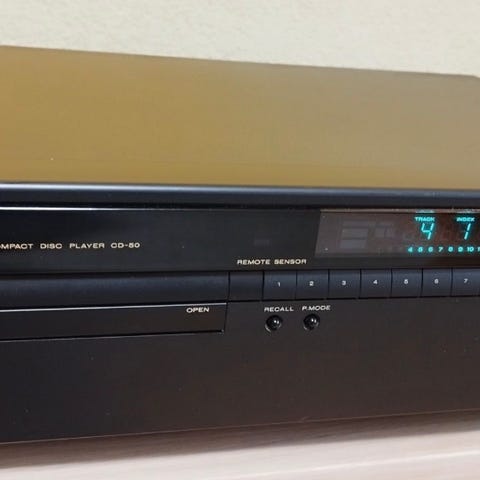 TRACK INDEX
4 1
4 5 6 7 8 9 10
COMPACT DISC PLAYER CD-80
REMOTE SENSOR
1 2 3 4 5 6 7
OPEN
RECALL P.MODE